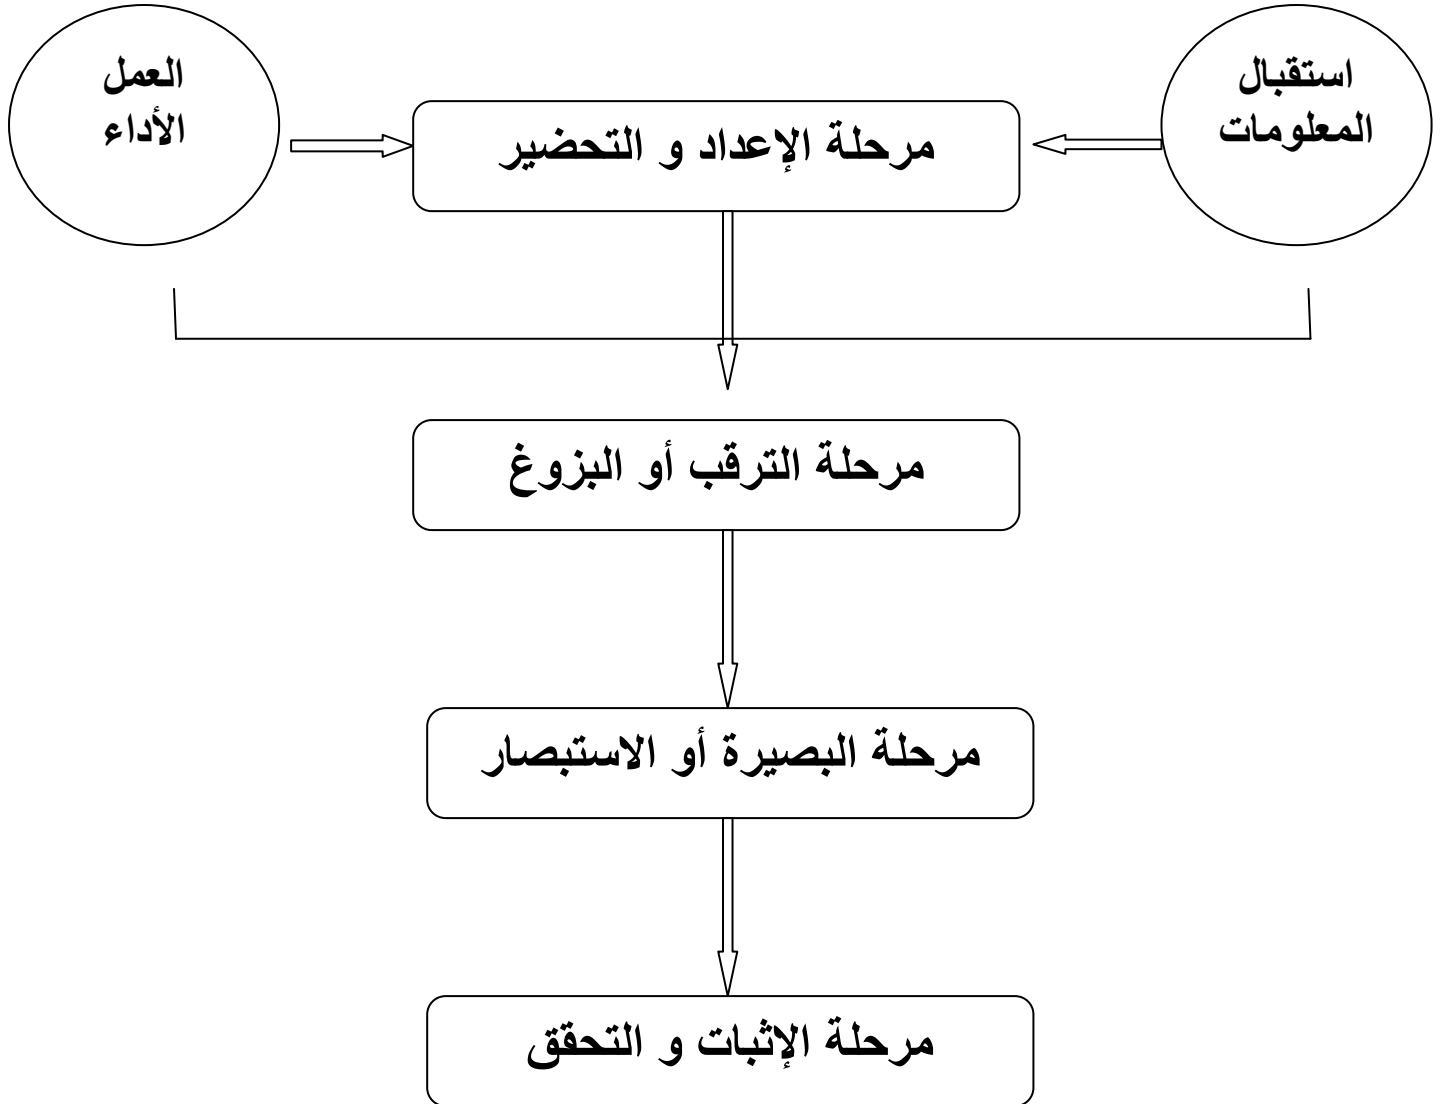 استقبال
المعلومات
مرحلة الإعداد و التحضير
العمل
الأداء
مرحلة الترقب أو البزوغ
مرحلة البصيرة أو الاستبصار
مرحلة الإثبات و التحقق